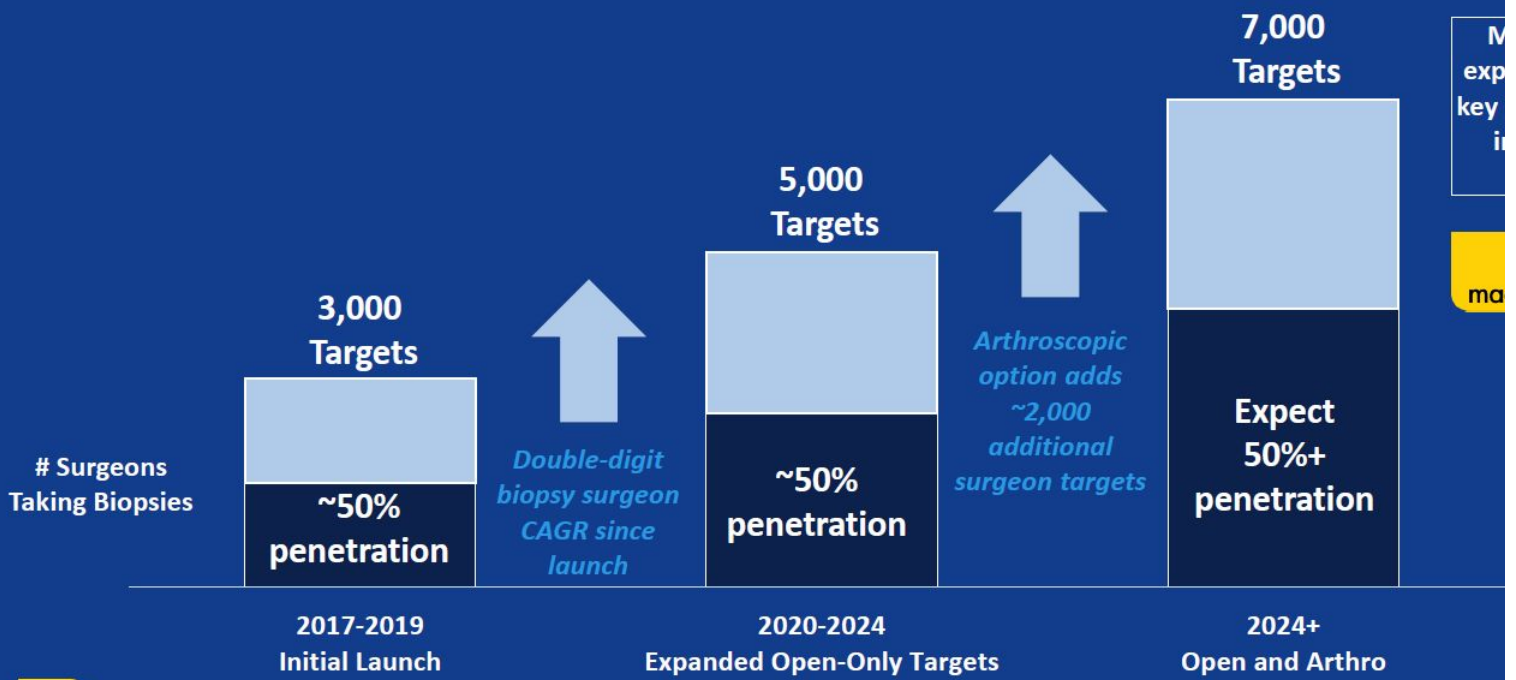 7,000
Targets
5,000
Targets
3,000
Targets
Arthroscopic
option adds
~2,000
additional
surgeon targets
Expect
50%+
penetration
# Surgeons
Taking Biopsies
~50%
penetration
Double-digit
biopsy surgeon
CAGR since
launch
~50%
penetration
2017-2019
Initial Launch
2020-2024
Expanded Open-Only Targets
2024+
Open and Arthro
key